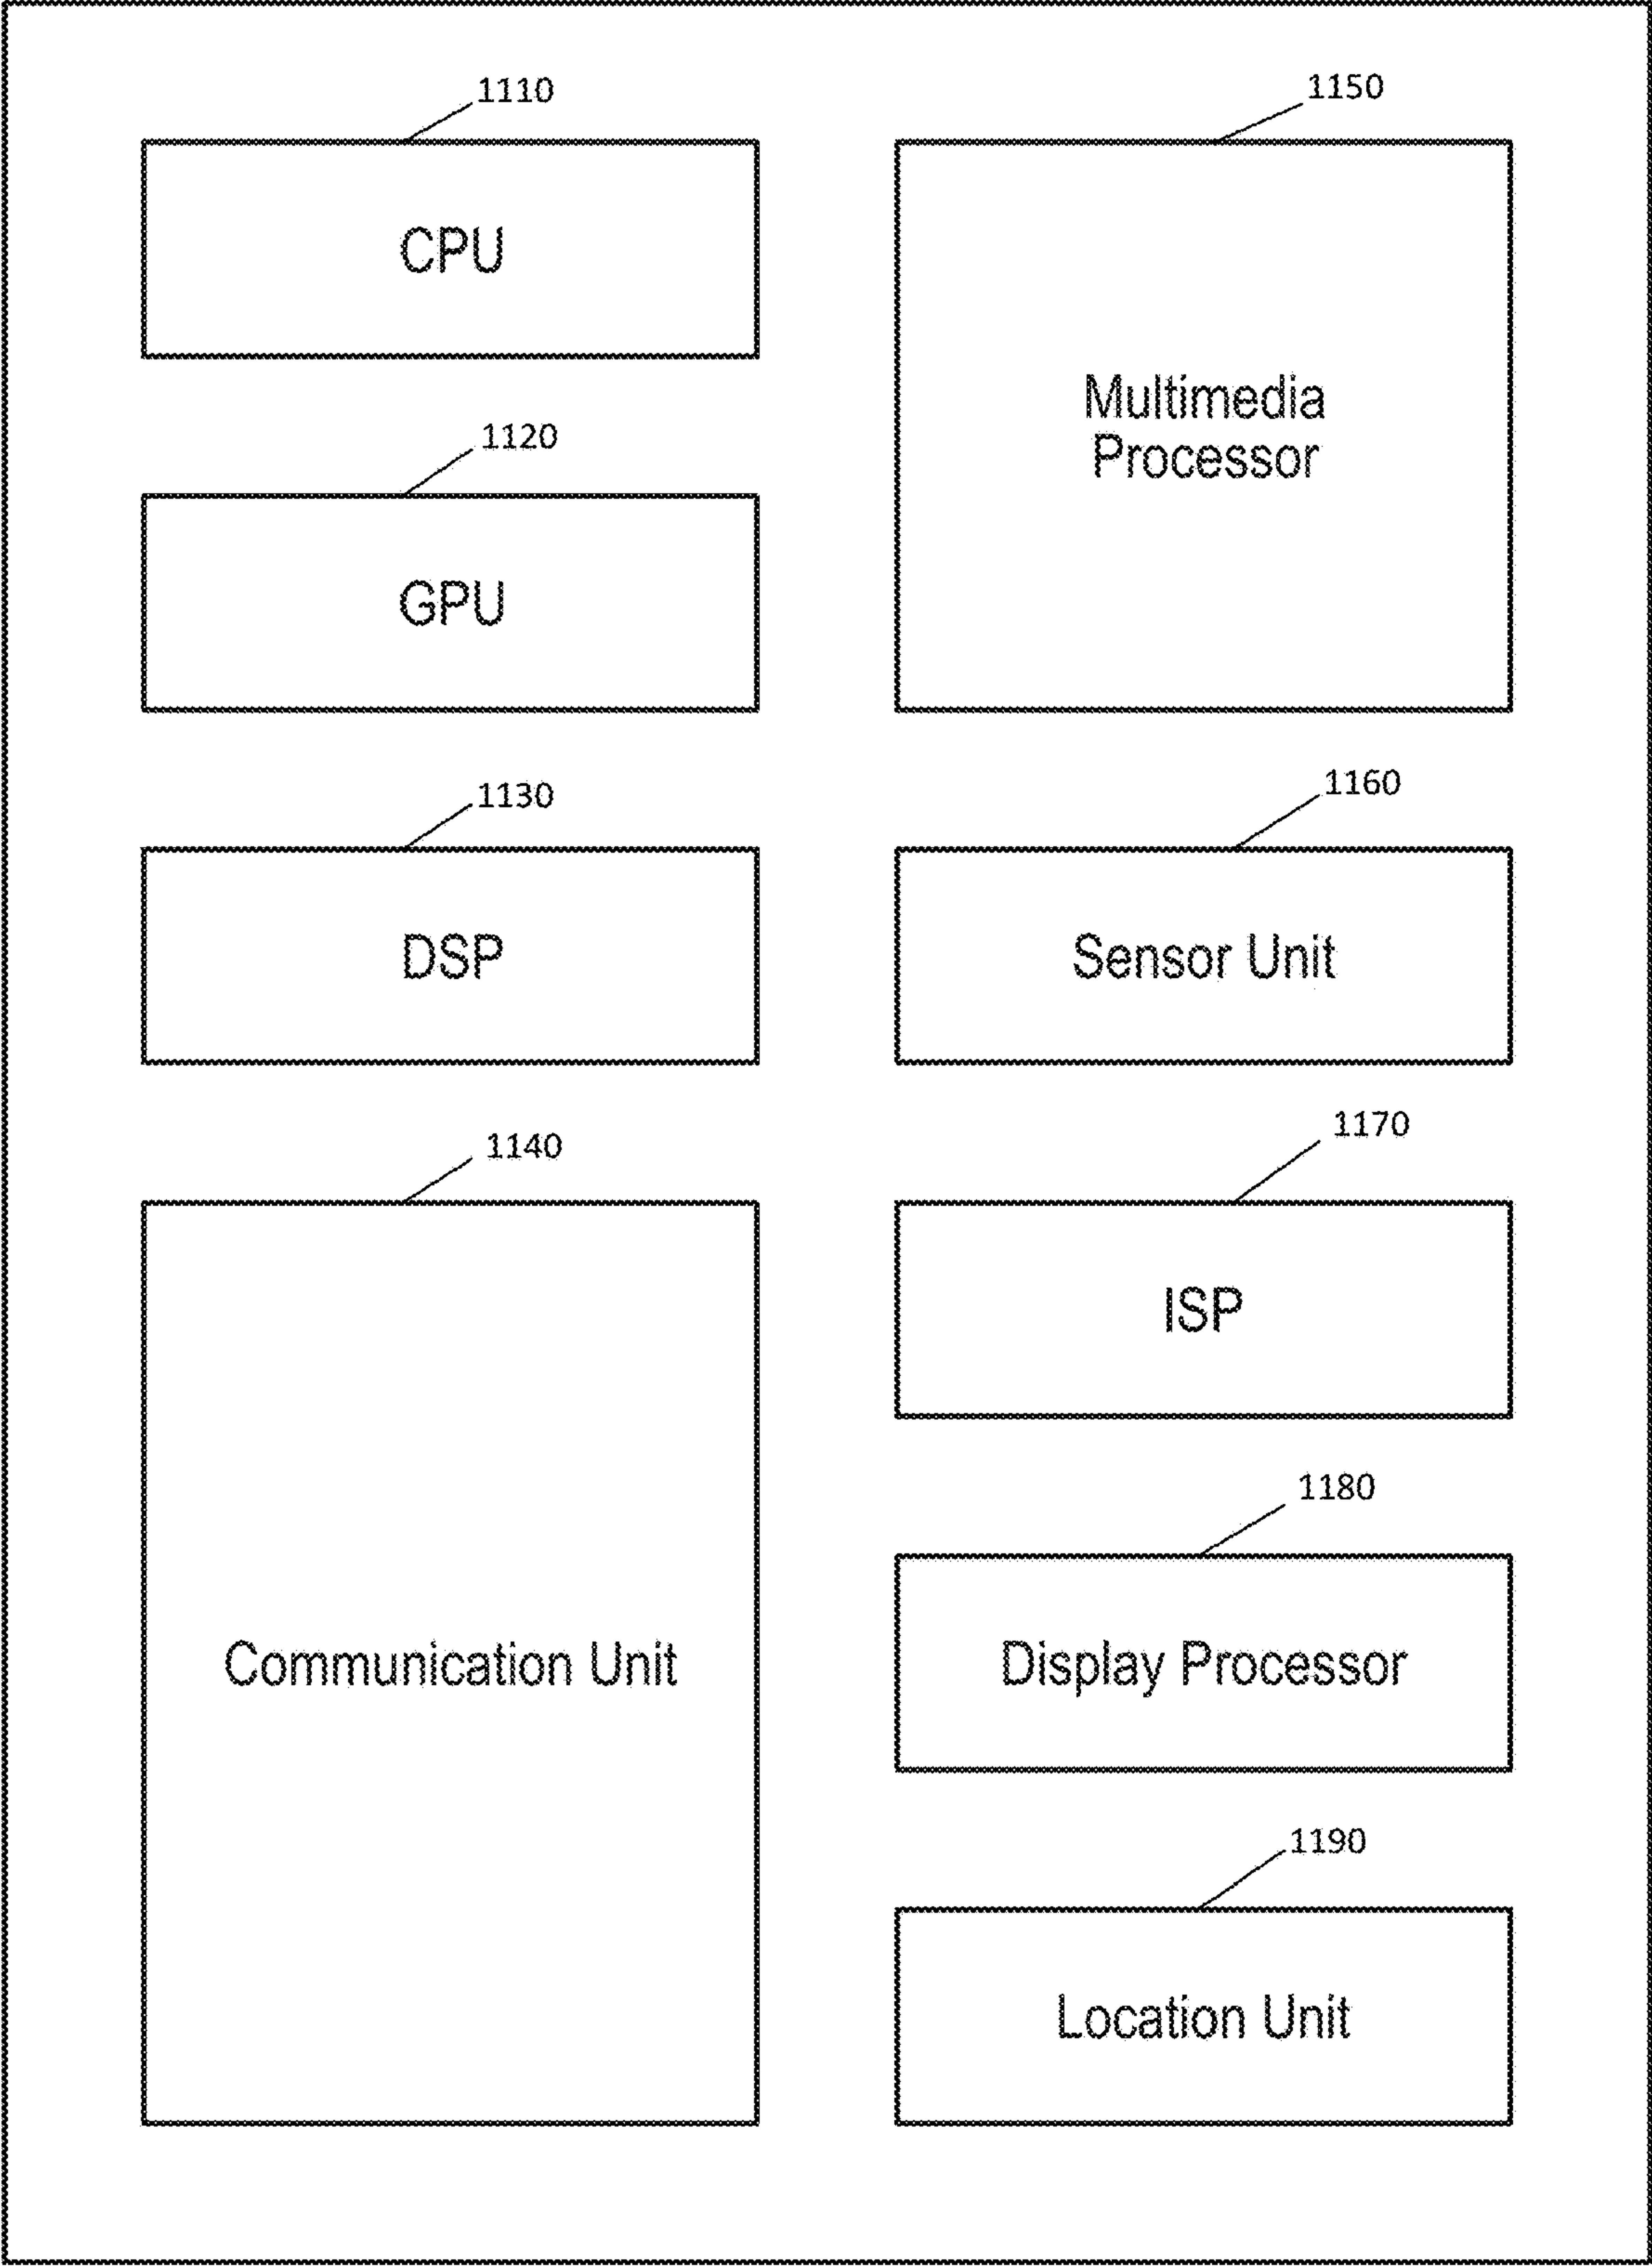 1110
CPU
1120
GPU
1130
DSP
1140
Communication Unit
1150
Multimedia
Processor
1160
Sensor Unit
1170
ISP
1180
Display Processor
1190
Location Unit